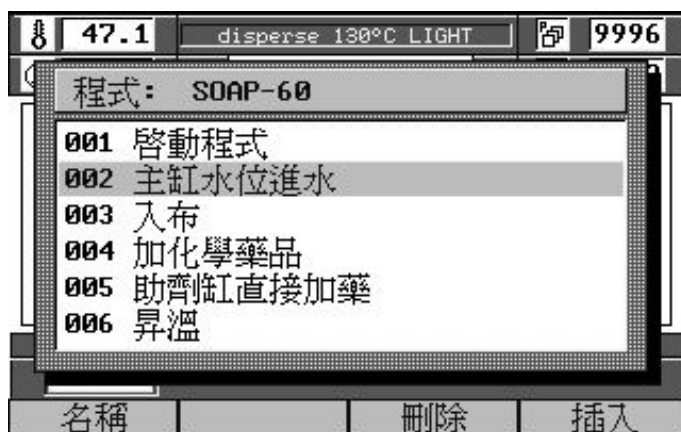 47.1 disperse 130°C LIGHT 9996
程式: SOAP-60
001 啓動程式
002 主缸水位進水
003 入布
004 加化學藥品
005 助劑缸直接加藥
006 昇溫
名稱 刪除 插入